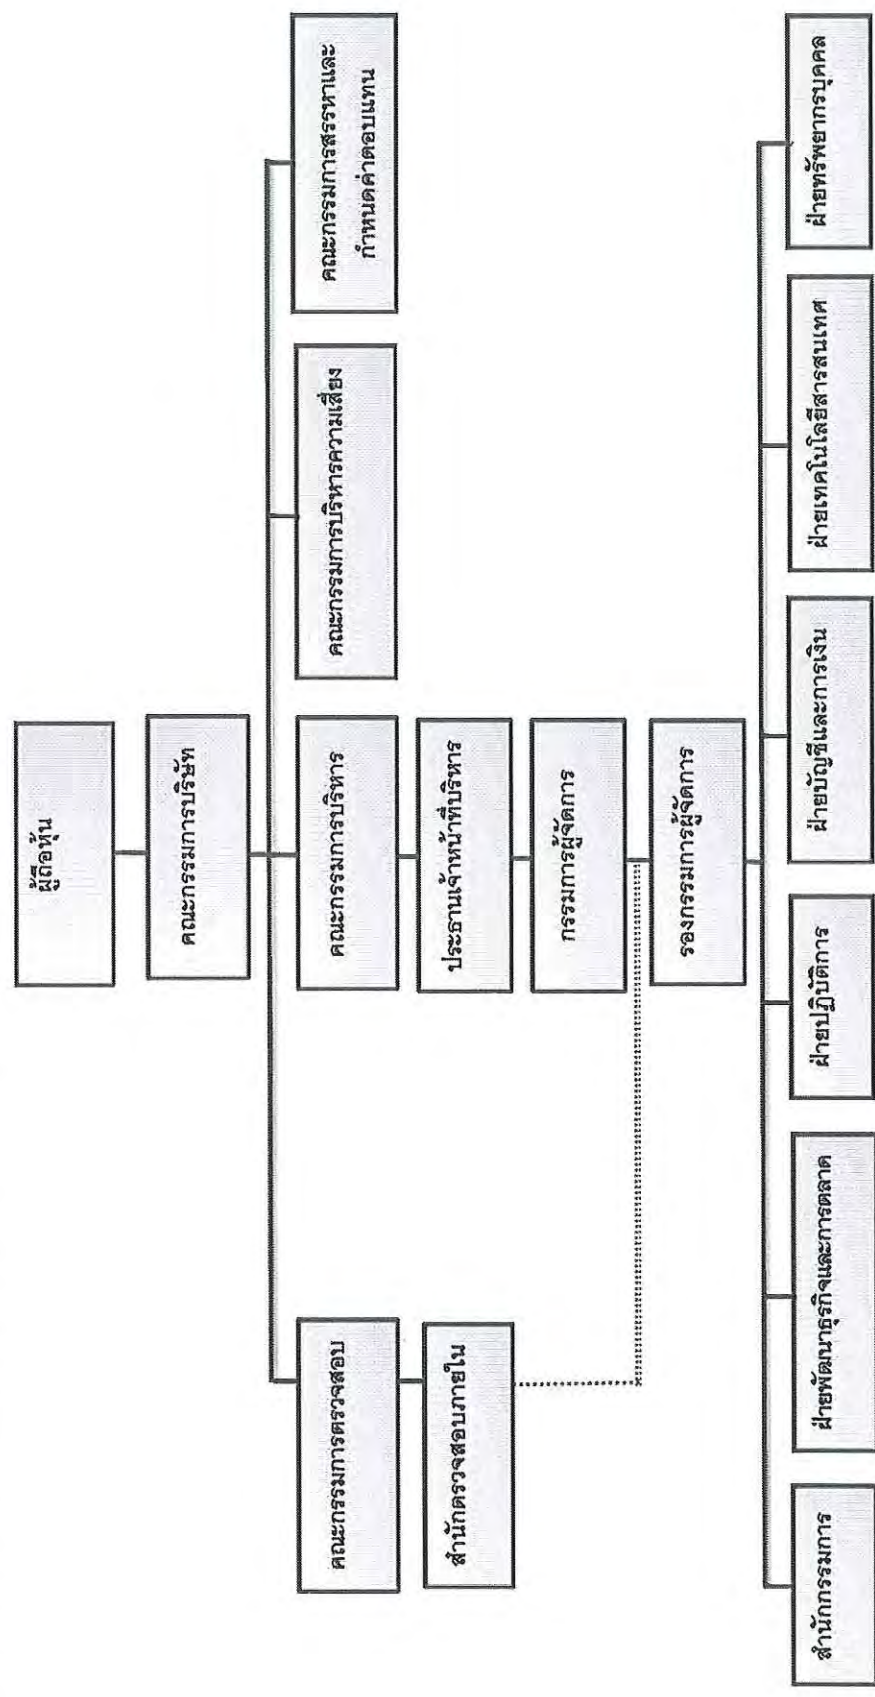 ผู้ถือหุ้น
คณะกรรมการบริษัท
คณะกรรมการตรวจสอบ
คณะกรรมการบริหาร
คณะกรรมการบริหารความเสี่ยง
คณะกรรมการสรรหาและ
กำหนดค่าตอบแทน
สำนักตรวจสอบภายใน
ประธานเจ้าหน้าที่บริหาร
กรรมการผู้จัดการ
รองกรรมการผู้จัดการ
สำนักกรรมการ
ฝ่ายพัฒนาธุรกิจและการตลาด
ฝ่ายปฏิบัติการ
ฝ่ายบัญชีและการเงิน
ฝ่ายเทคโนโลยีสารสนเทศ
ฝ่ายทรัพยากรบุคคล